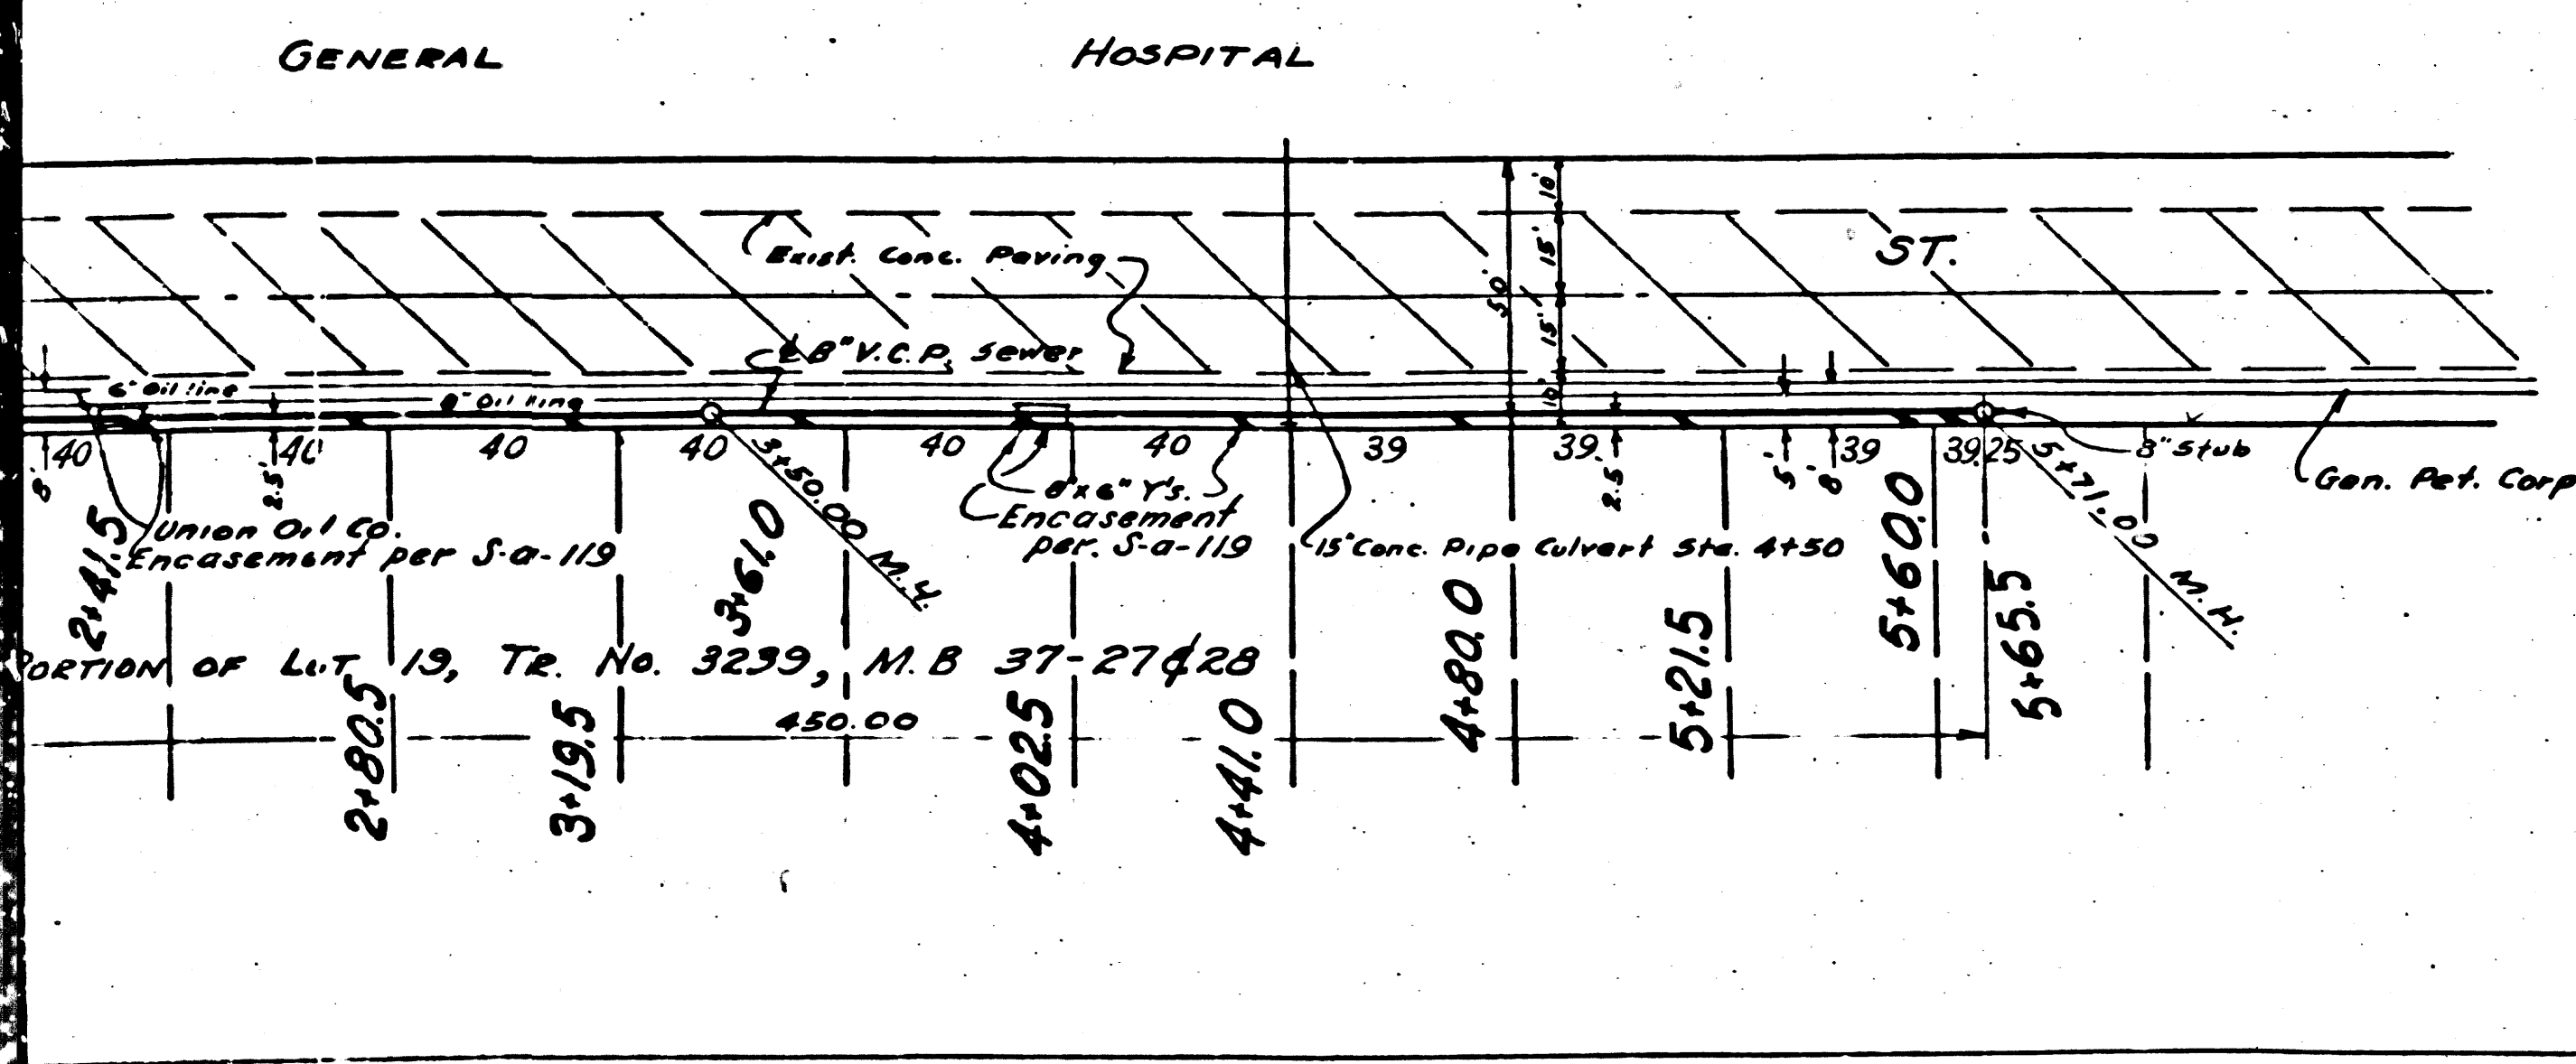 GENERAL HOSPITAL
10'
15'
50'
15'
10'
Exist. Conc. Paving
ST.
℄ 8" V.C.P. Sewer
6" Oil line
8" Oil line
40 40 40 40 40 40 39 39 39 39.25
8'
2.5'
2.5'
5'
8'
8" Stub
Gen. Pet. Corp
3+50.00 M.H.
5+71.00 M.H.
8"x6" Y's.
Encasement
per. S-a-119
Union Oil Co.
Encasement per S-a-119
15" Conc. Pipe Culvert Sta. 4+50
2+41.5
3+61.0
5+60.0
5+65.5
PORTION OF LOT 19, TR. No. 3239, M.B 37-27&28
450.00
2+80.5
3+19.5
4+02.5
4+41.0
4+80.0
5+21.5